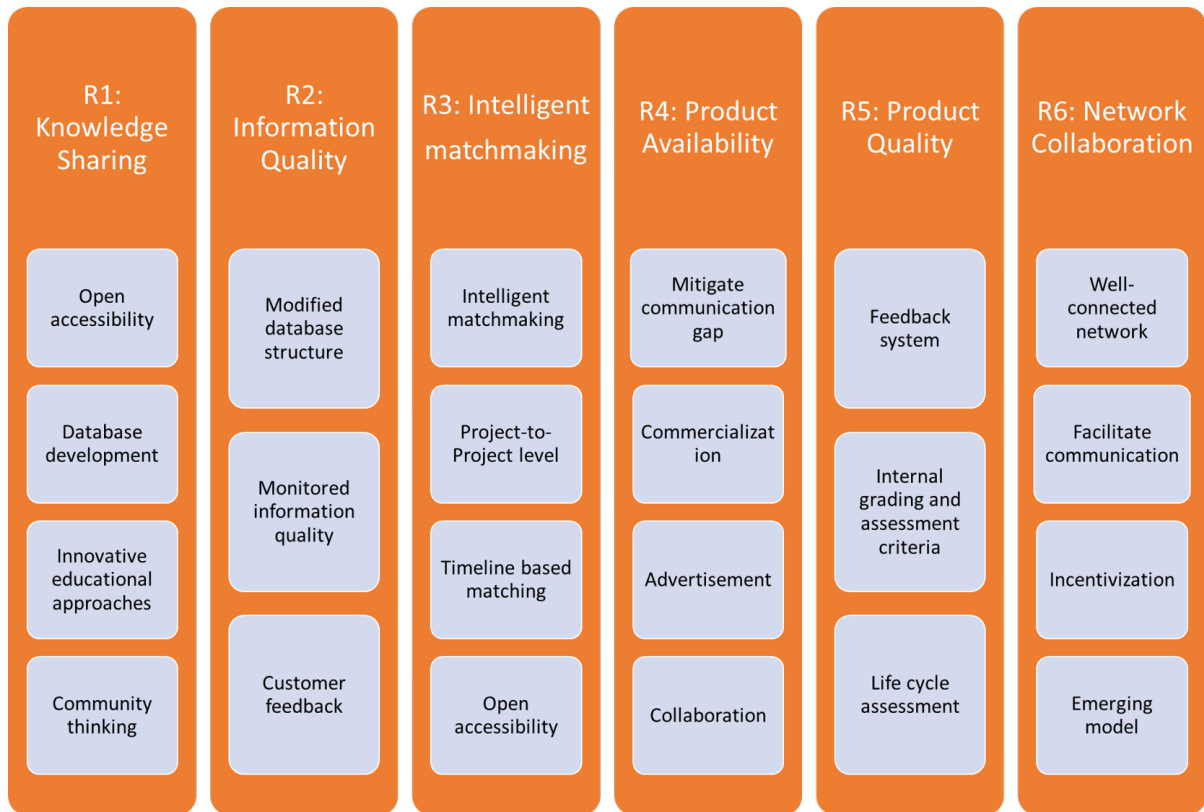 R1:
Knowledge
Sharing
Open
accessibility
Database
development
Innovative
educational
approaches
Community
thinking
R2:
Information
Quality
Modified
database
structure
Monitored
information
quality
Customer
feedback
R3: Intelligent
matchmaking
Intelligent
matchmaking
Project-to-
Project level
Timeline based
matching
Open
accessibility
R4: Product
Availability
Mitigate
communication
gap
Commercializat
ion
Advertisement
Collaboration
R5: Product
Quality
Feedback
system
Internal
grading and
assessment
criteria
Life cycle
assessment
R6: Network
Collaboration
Well-
connected
network
Facilitate
communication
Incentivization
Emerging
model